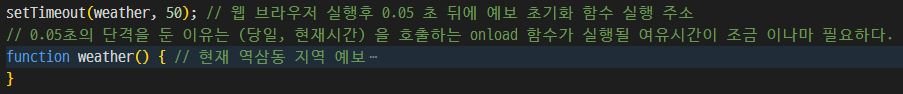 setTimeout(weather, 50); // 웹 브라우저 실행후 0.05 초 뒤에 예보 초기화 함수 실행 주소
// 0.05초의 단격을 둔 이유는 (당일, 현재시간) 을 호출하는 onload 함수가 실행될 여유시간이 조금 이나마 필요하다.
function weather() { // 현재 역삼동 지역 예보 ⋯
}